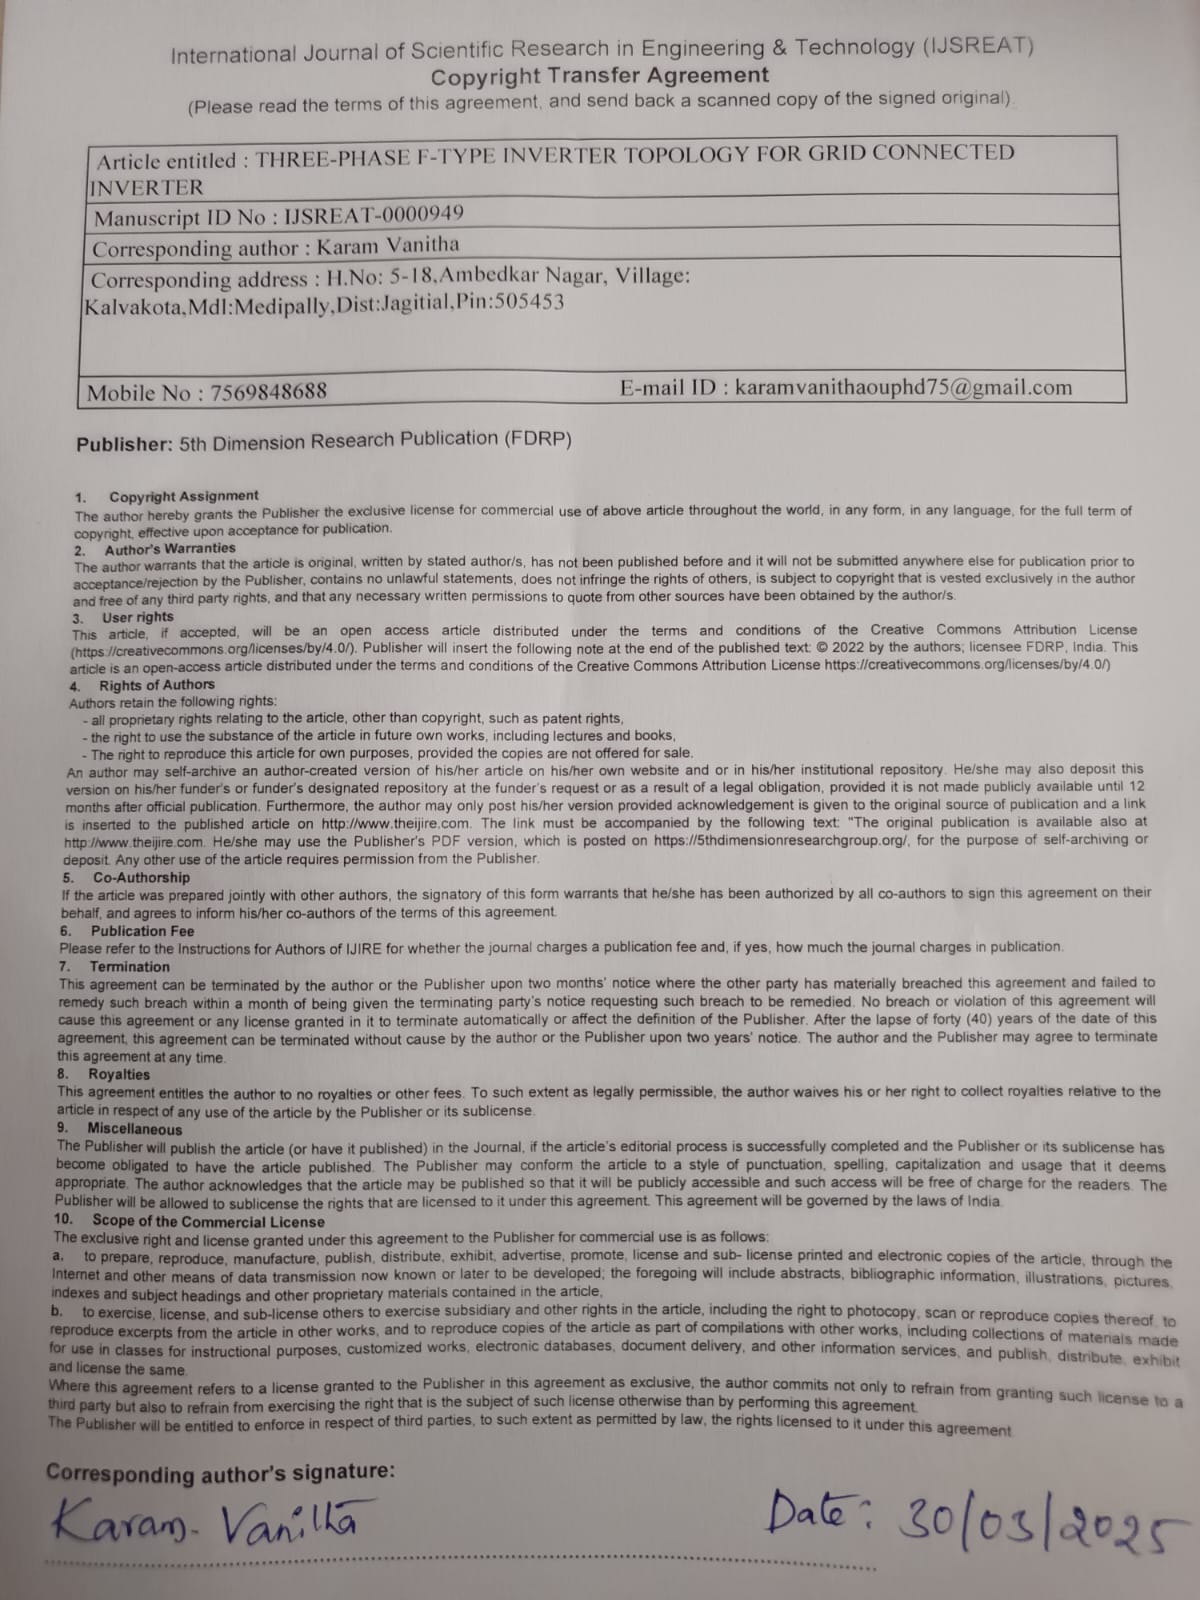 International Journal of Scientific Research in Engineering & Technology (IJSREAT)
Copyright Transfer Agreement
(Please read the terms of this agreement, and send back a scanned copy of the signed original)
Article entitled : THREE-PHASE F-TYPE INVERTER TOPOLOGY FOR GRID CONNECTED
INVERTER
Manuscript ID No : IJSREAT-0000949
Corresponding author : Karam Vanitha
Corresponding address : H.No: 5-18,Ambedkar Nagar, Village:
Kalvakota,Mdl:Medipally,Dist:Jagitial,Pin:505453
Mobile No : 7569848688 E-mail ID : karamvanithaouphd75@gmail.com
Publisher: 5th Dimension Research Publication (FDRP)
1. Copyright Assignment
The author hereby grants the Publisher the exclusive license for commercial use of above article throughout the world, in any form, in any language, for the full term of
copyright, effective upon acceptance for publication.
2. Author's Warranties
The author warrants that the article is original, written by stated author/s, has not been published before and it will not be submitted anywhere else for publication prior to
acceptance/rejection by the Publisher, contains no unlawful statements, does not infringe the rights of others, is subject to copyright that is vested exclusively in the author
and free of any third party rights, and that any necessary written permissions to quote from other sources have been obtained by the author/s.
3. User rights
This article, if accepted, will be an open access article distributed under the terms and conditions of the Creative Commons Attribution License
(https://creativecommons.org/licenses/by/4.0/). Publisher will insert the following note at the end of the published text: © 2022 by the authors; licensee FDRP, India. This
article is an open-access article distributed under the terms and conditions of the Creative Commons Attribution License https://creativecommons.org/licenses/by/4.0/)
4. Rights of Authors
Authors retain the following rights:
- all proprietary rights relating to the article, other than copyright, such as patent rights,
- the right to use the substance of the article in future own works, including lectures and books,
- The right to reproduce this article for own purposes, provided the copies are not offered for sale.
An author may self-archive an author-created version of his/her article on his/her own website and or in his/her institutional repository. He/she may also deposit this
version on his/her funder's or funder's designated repository at the funder's request or as a result of a legal obligation, provided it is not made publicly available until 12
months after official publication. Furthermore, the author may only post his/her version provided acknowledgement is given to the original source of publication and a link
is inserted to the published article on http://www.theijire.com. The link must be accompanied by the following text: "The original publication is available also at
http://www.theijire.com. He/she may use the Publisher's PDF version, which is posted on https://5thdimensionresearchgroup.org/, for the purpose of self-archiving or
deposit. Any other use of the article requires permission from the Publisher.
5. Co-Authorship
If the article was prepared jointly with other authors, the signatory of this form warrants that he/she has been authorized by all co-authors to sign this agreement on their
behalf, and agrees to inform his/her co-authors of the terms of this agreement.
6. Publication Fee
Please refer to the Instructions for Authors of IJIRE for whether the journal charges a publication fee and, if yes, how much the journal charges in publication.
7. Termination
This agreement can be terminated by the author or the Publisher upon two months' notice where the other party has materially breached this agreement and failed to
remedy such breach within a month of being given the terminating party's notice requesting such breach to be remedied. No breach or violation of this agreement will
cause this agreement or any license granted in it to terminate automatically or affect the definition of the Publisher. After the lapse of forty (40) years of the date of this
agreement, this agreement can be terminated without cause by the author or the Publisher upon two years' notice. The author and the Publisher may agree to terminate
this agreement at any time.
8. Royalties
This agreement entitles the author to no royalties or other fees. To such extent as legally permissible, the author waives his or her right to collect royalties relative to the
article in respect of any use of the article by the Publisher or its sublicense.
9. Miscellaneous
The Publisher will publish the article (or have it published) in the Journal, if the article's editorial process is successfully completed and the Publisher or its sublicense has
become obligated to have the article published. The Publisher may conform the article to a style of punctuation, spelling, capitalization and usage that it deems
appropriate. The author acknowledges that the article may be published so that it will be publicly accessible and such access will be free of charge for the readers. The
Publisher will be allowed to sublicense the rights that are licensed to it under this agreement. This agreement will be governed by the laws of India.
10. Scope of the Commercial License
The exclusive right and license granted under this agreement to the Publisher for commercial use is as follows:
a. to prepare, reproduce, manufacture, publish, distribute, exhibit, advertise, promote, license and sub- license printed and electronic copies of the article, through the
Internet and other means of data transmission now known or later to be developed; the foregoing will include abstracts, bibliographic information, illustrations, pictures,
indexes and subject headings and other proprietary materials contained in the article,
b. to exercise, license, and sub-license others to exercise subsidiary and other rights in the article, including the right to photocopy, scan or reproduce copies thereof, to
reproduce excerpts from the article in other works, and to reproduce copies of the article as part of compilations with other works, including collections of materials made
for use in classes for instructional purposes, customized works, electronic databases, document delivery, and other information services, and publish, distribute, exhibit
and license the same.
Where this agreement refers to a license granted to the Publisher in this agreement as exclusive, the author commits not only to refrain from granting such license to a
third party but also to refrain from exercising the right that is the subject of such license otherwise than by performing this agreement.
The Publisher will be entitled to enforce in respect of third parties, to such extent as permitted by law, the rights licensed to it under this agreement.
Corresponding author's signature:
Karam. Vanitha Date: 30/03/2025